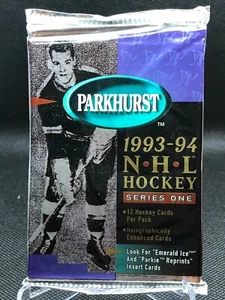 PARKHURST
TM
1993-94
N•H•L
HOCKEY
SERIES ONE
•12 Hockey Cards
Per Pack
•Holographically
Enhanced Cards
Look For "Emerald Ice"
And "Parkie Reprints"
Insert Cards